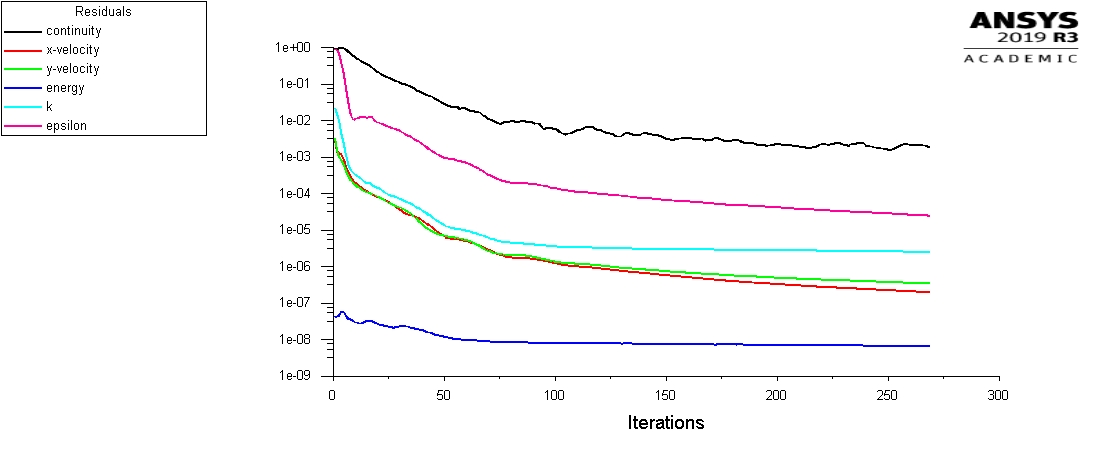 Residuals
continuity
x-velocity
y-velocity
energy
k
epsilon
ANSYS
2019 R3
ACADEMIC
1e+00
1e-01
1e-02
1e-03
1e-04
1e-05
1e-06
1e-07
1e-08
1e-09
0 50 100 150 200 250 300
Iterations